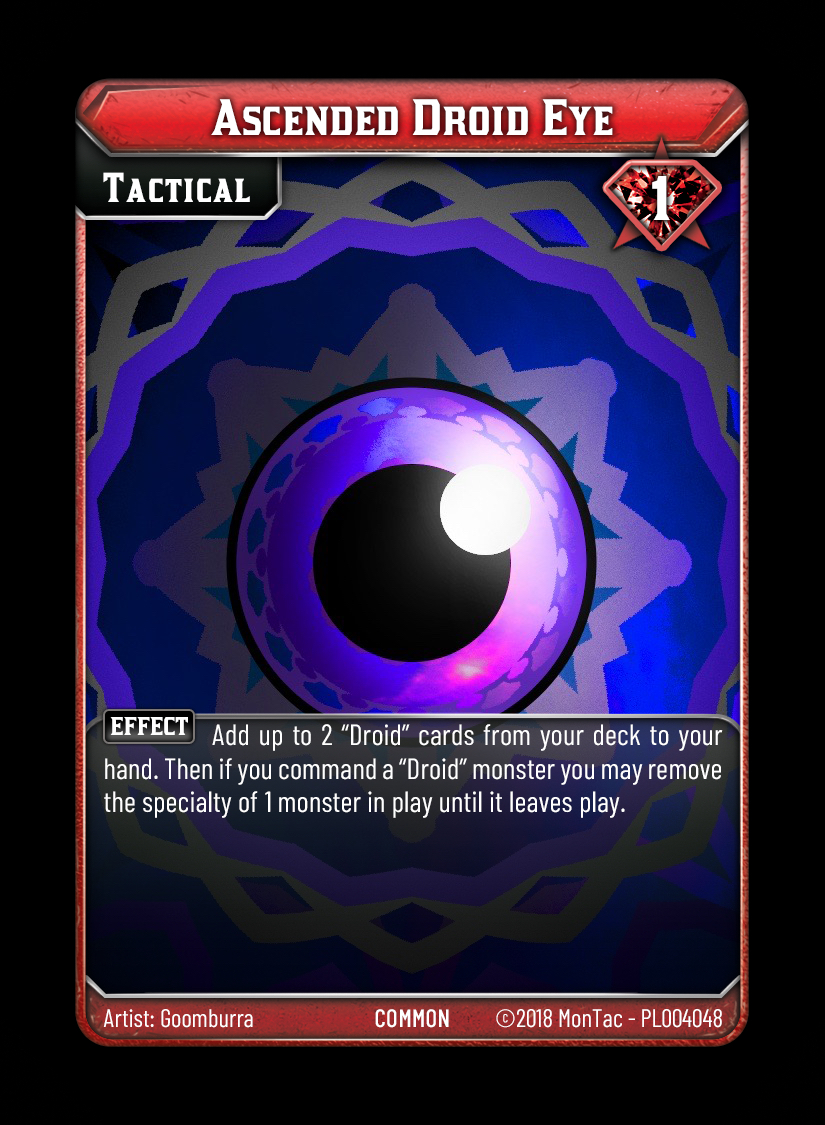 Ascended Droid Eye
Tactical
1
EFFECT Add up to 2 “Droid” cards from your deck to your
hand. Then if you command a “Droid” monster you may remove
the specialty of 1 monster in play until it leaves play.
Artist: Goomburra COMMON ©2018 MonTac - PL004048